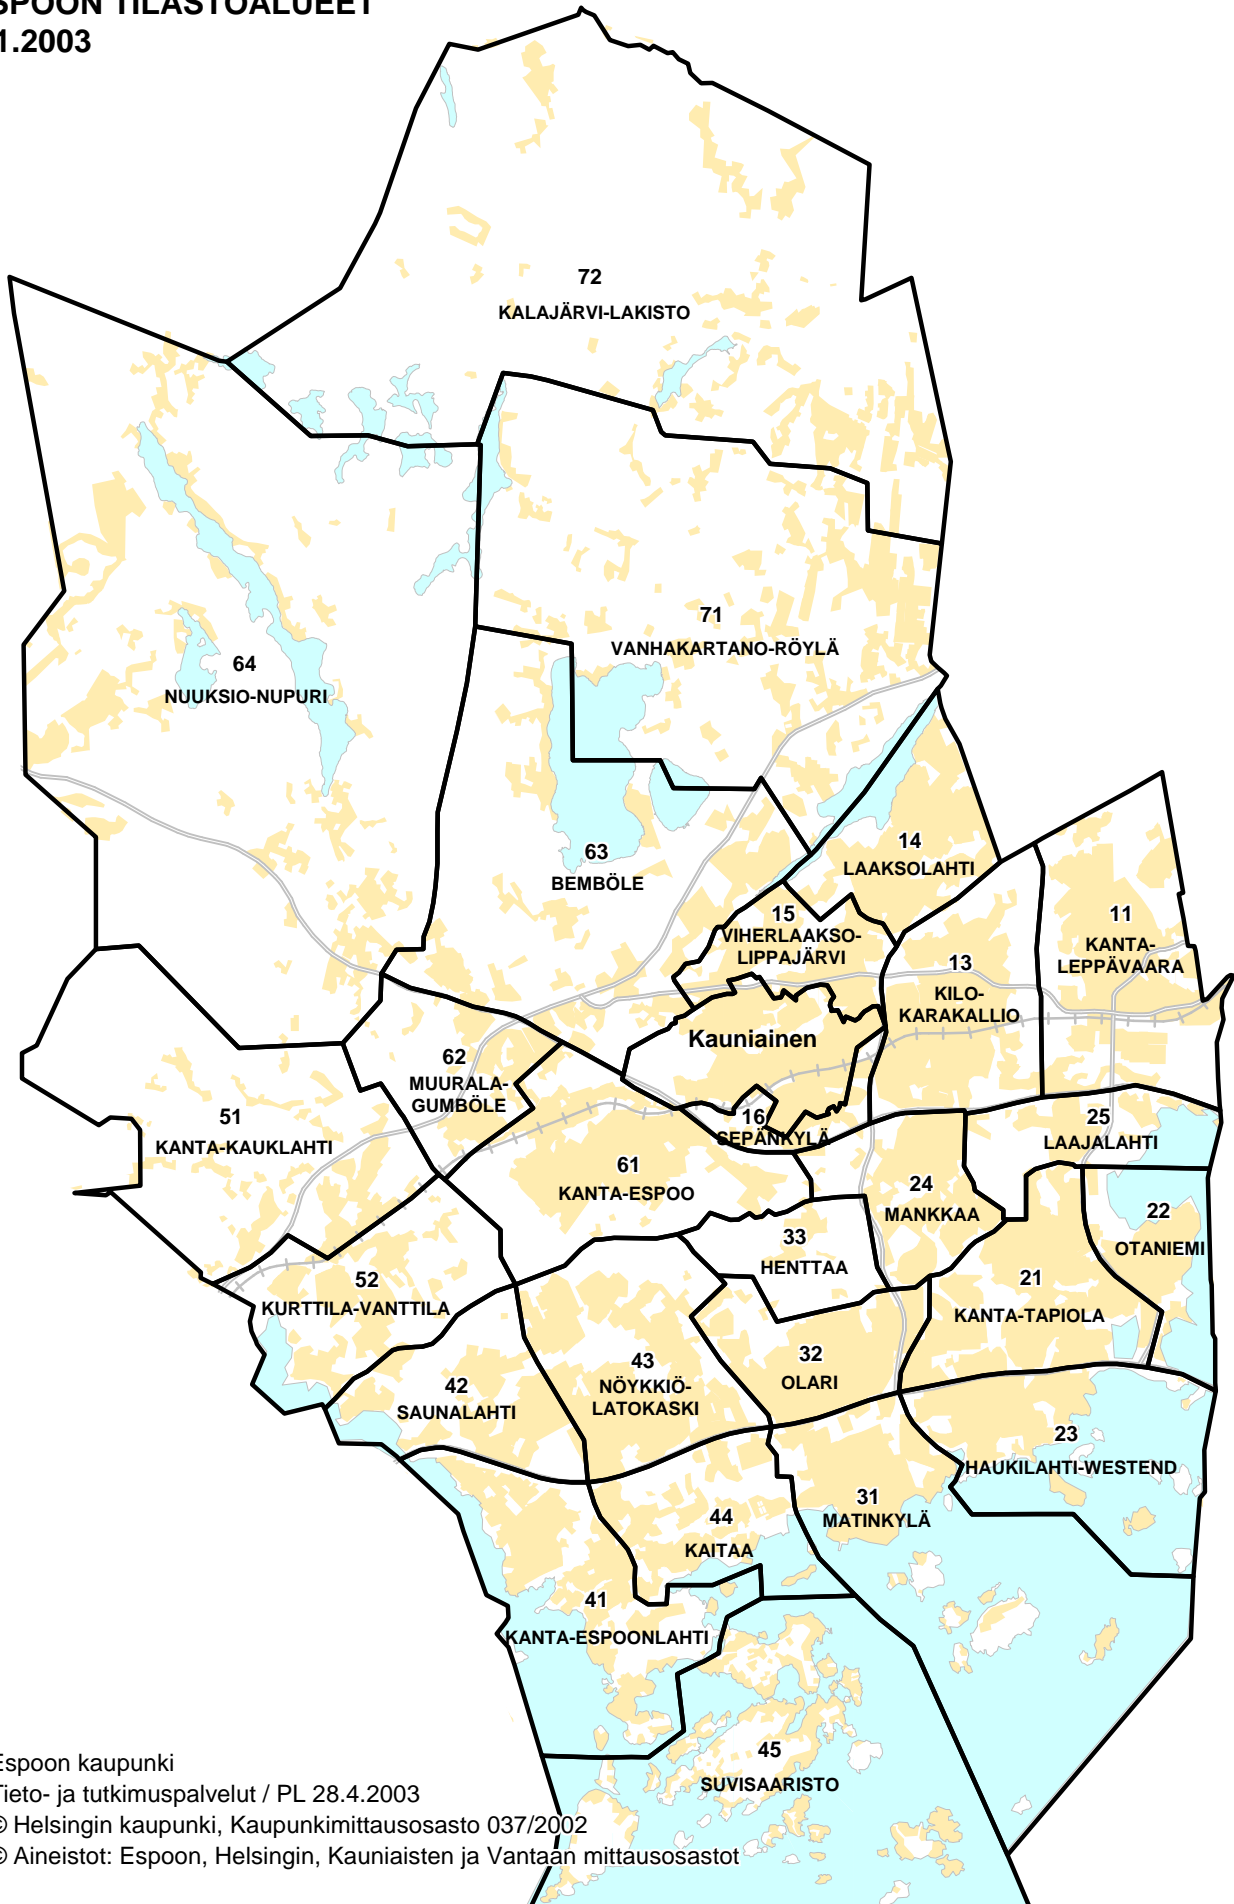 SPOON TILASTOALUEET
1.2003
72
KALAJÄRVI-LAKISTO
71
VANHAKARTANO-RÖYLÄ
64
NUUKSIO-NUPURI
63
BEMBÖLE
14
LAAKSOLAHTI
15
VIHERLAAKSO-
LIPPAJÄRVI
11
KANTA-
LEPPÄVAARA
13
KILO-
KARAKALLIO
Kauniainen
62
MUURALA-
GUMBÖLE
51
KANTA-KAUKLAHTI
16
SEPÄNKYLÄ
25
LAAJALAHTI
61
KANTA-ESPOO
24
MANKKAA
22
OTANIEMI
33
HENTTAA
52
KURTTILA-VANTTILA
21
KANTA-TAPIOLA
43
NÖYKKIÖ-
LATOKASKI
32
OLARI
42
SAUNALAHTI
23
HAUKILAHTI-WESTEND
31
MATINKYLÄ
44
KAITAA
41
KANTA-ESPOONLAHTI
45
SUVISAARISTO
Espoon kaupunki
Tieto- ja tutkimuspalvelut / PL 28.4.2003
© Helsingin kaupunki, Kaupunkimittausosasto 037/2002
© Aineistot: Espoon, Helsingin, Kauniaisten ja Vantaan mittausosastot